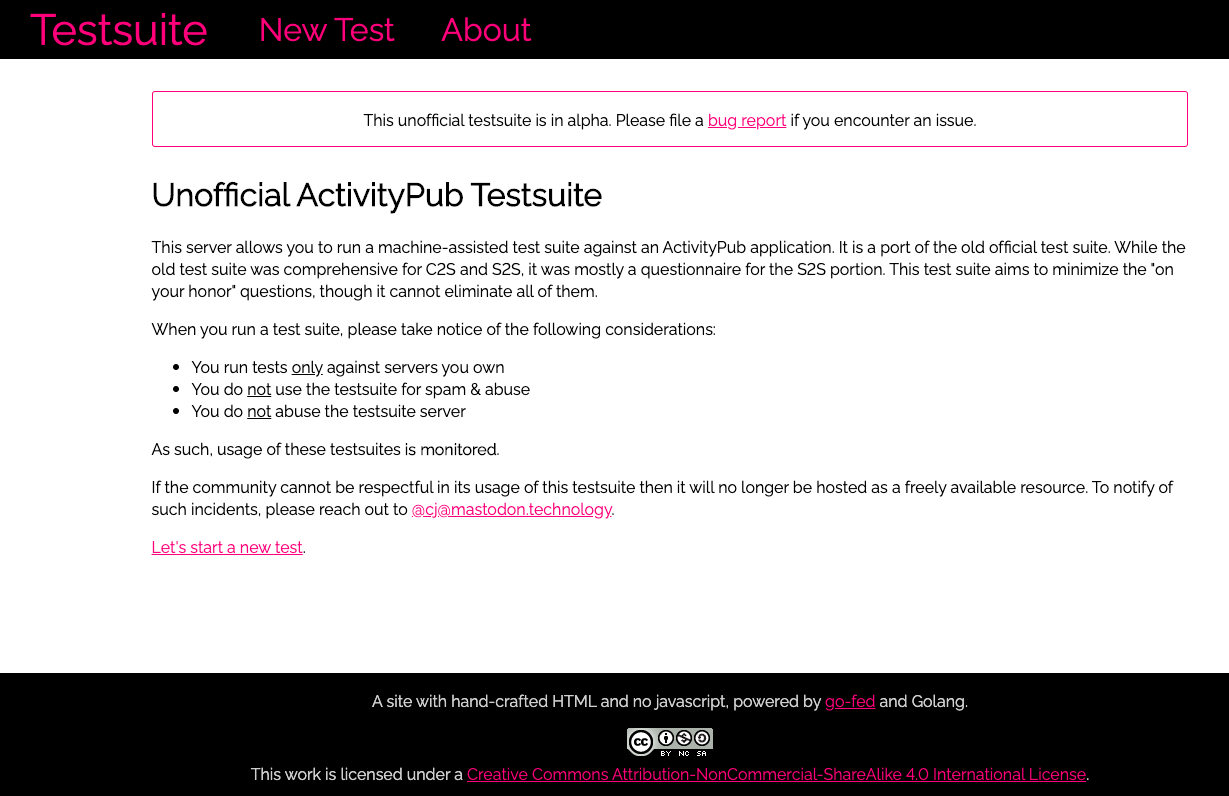 Testsuite New Test About
This unofficial testsuite is in alpha. Please file a bug report if you encounter an issue.
Unofficial ActivityPub Testsuite
This server allows you to run a machine-assisted test suite against an ActivityPub application. It is a port of the old official test suite. While the
old test suite was comprehensive for C2S and S2S, it was mostly a questionnaire for the S2S portion. This test suite aims to minimize the "on
your honor" questions, though it cannot eliminate all of them.
When you run a test suite, please take notice of the following considerations:
• You run tests only against servers you own
• You do not use the testsuite for spam & abuse
• You do not abuse the testsuite server
As such, usage of these testsuites is monitored.
If the community cannot be respectful in its usage of this testsuite then it will no longer be hosted as a freely available resource. To notify of
such incidents, please reach out to @cj@mastodon.technology.
Let's start a new test.
A site with hand-crafted HTML and no javascript, powered by go-fed and Golang.
cc BY NC SA
This work is licensed under a Creative Commons Attribution-NonCommercial-ShareAlike 4.0 International License.